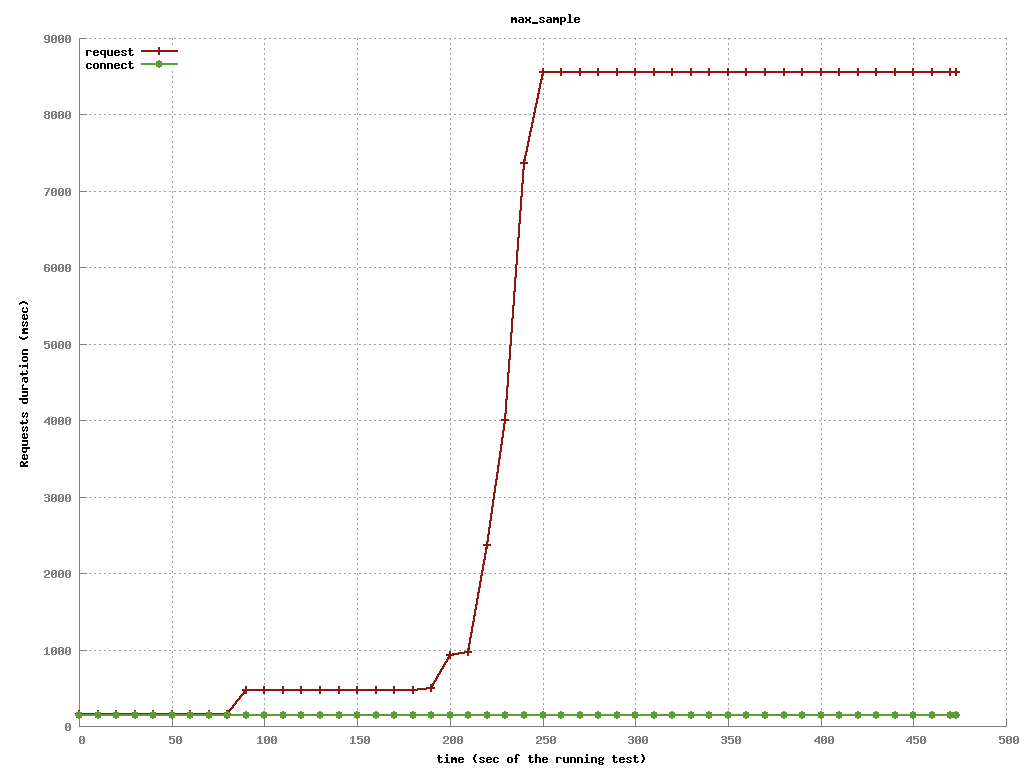 max_sample
9000
8000
7000
6000
5000
4000
3000
2000
1000
0
request
connect
Requests duration (msec)
0 50 100 150 200 250 300 350 400 450 500
time (sec of the running test)